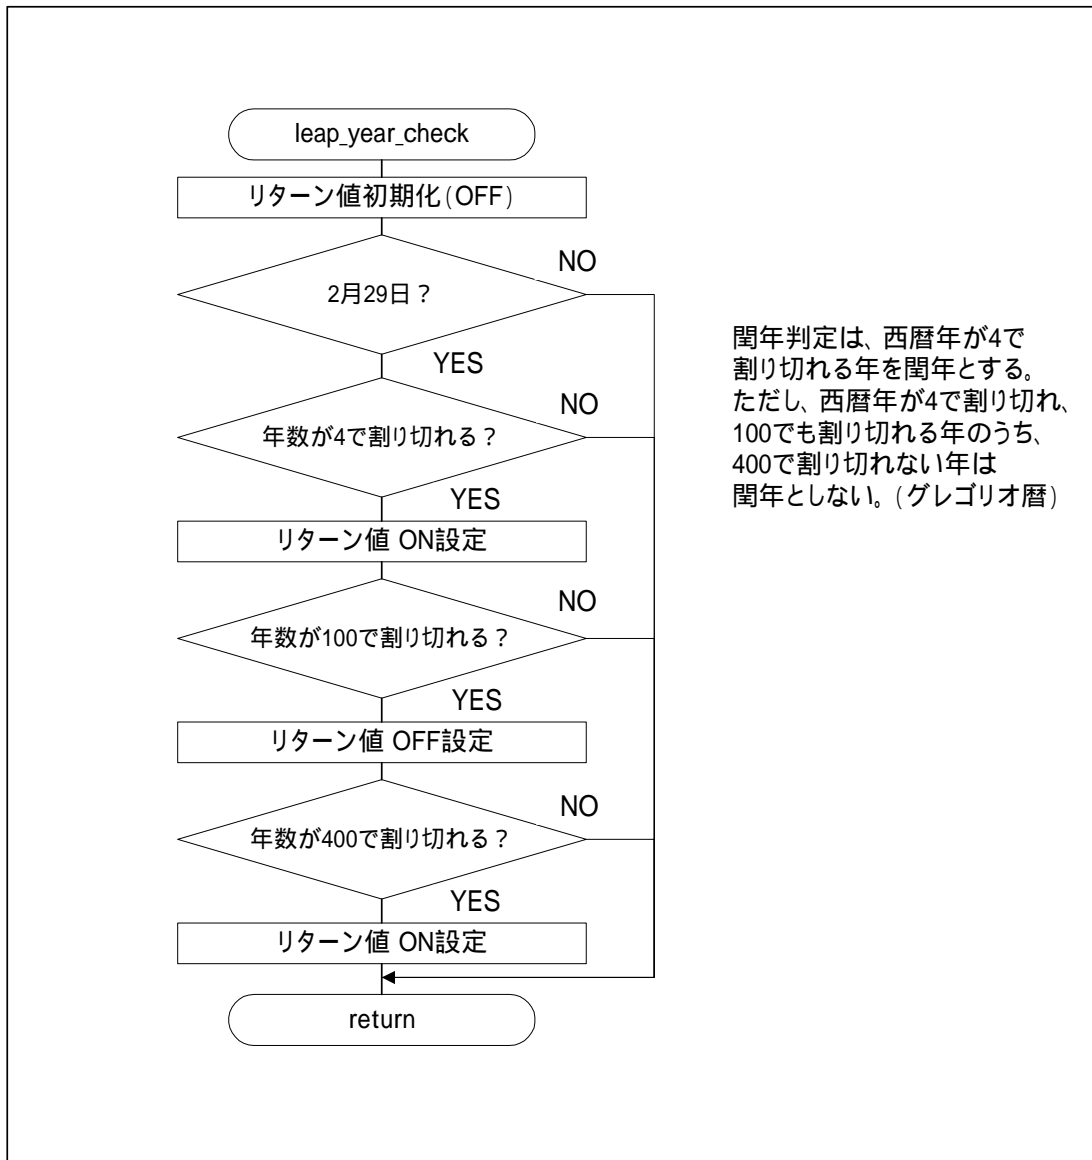 leap_year_check
リターン値初期化(OFF)
NO
2月29日？
YES
NO
年数が4で割り切れる？
YES
リターン値 ON設定
NO
年数が100で割り切れる？
YES
リターン値 OFF設定
NO
年数が400で割り切れる？
YES
リターン値 ON設定
return
閏年判定は、西暦年が4で
割り切れる年を閏年とする。
ただし、西暦年が4で割り切れ、
100でも割り切れる年のうち、
400で割り切れない年は
閏年としない。(グレゴリオ暦)